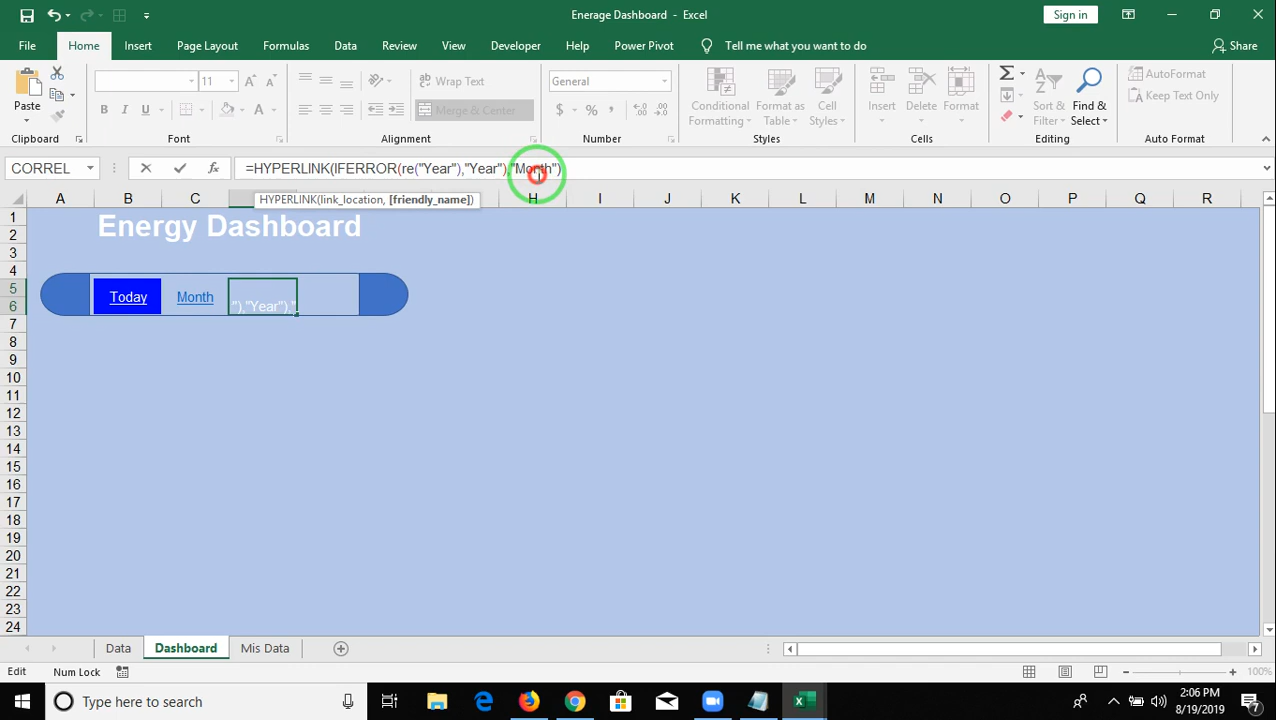 Enerage Dashboard - Excel
Sign in
File Home Insert Page Layout Formulas Data Review View Developer Help Power Pivot Tell me what you want to do Share
Paste
11
B I U
Wrap Text
Merge & Center
General
$ % ,
Conditional Formatting
Format as Table
Cell Styles
Insert
Delete
Format
Sort & Filter
Find & Select
AutoFormat
Keep Text Only
Clipboard Font Alignment Number Styles Cells Editing Auto Format
CORREL
=HYPERLINK(IFERROR(re("Year"),"Year"),"Month")
HYPERLINK(link_location, [friendly_name])
A B C H I J K L M N O P Q R
1
2
3
4
5
6
7
8
9
10
11
12
13
14
15
16
17
18
19
20
21
22
23
24
Energy Dashboard
Today Month
"),"Year"),"
Data Dashboard Mis Data
Edit Num Lock 100%
Type here to search
2:06 PM
8/19/2019
7